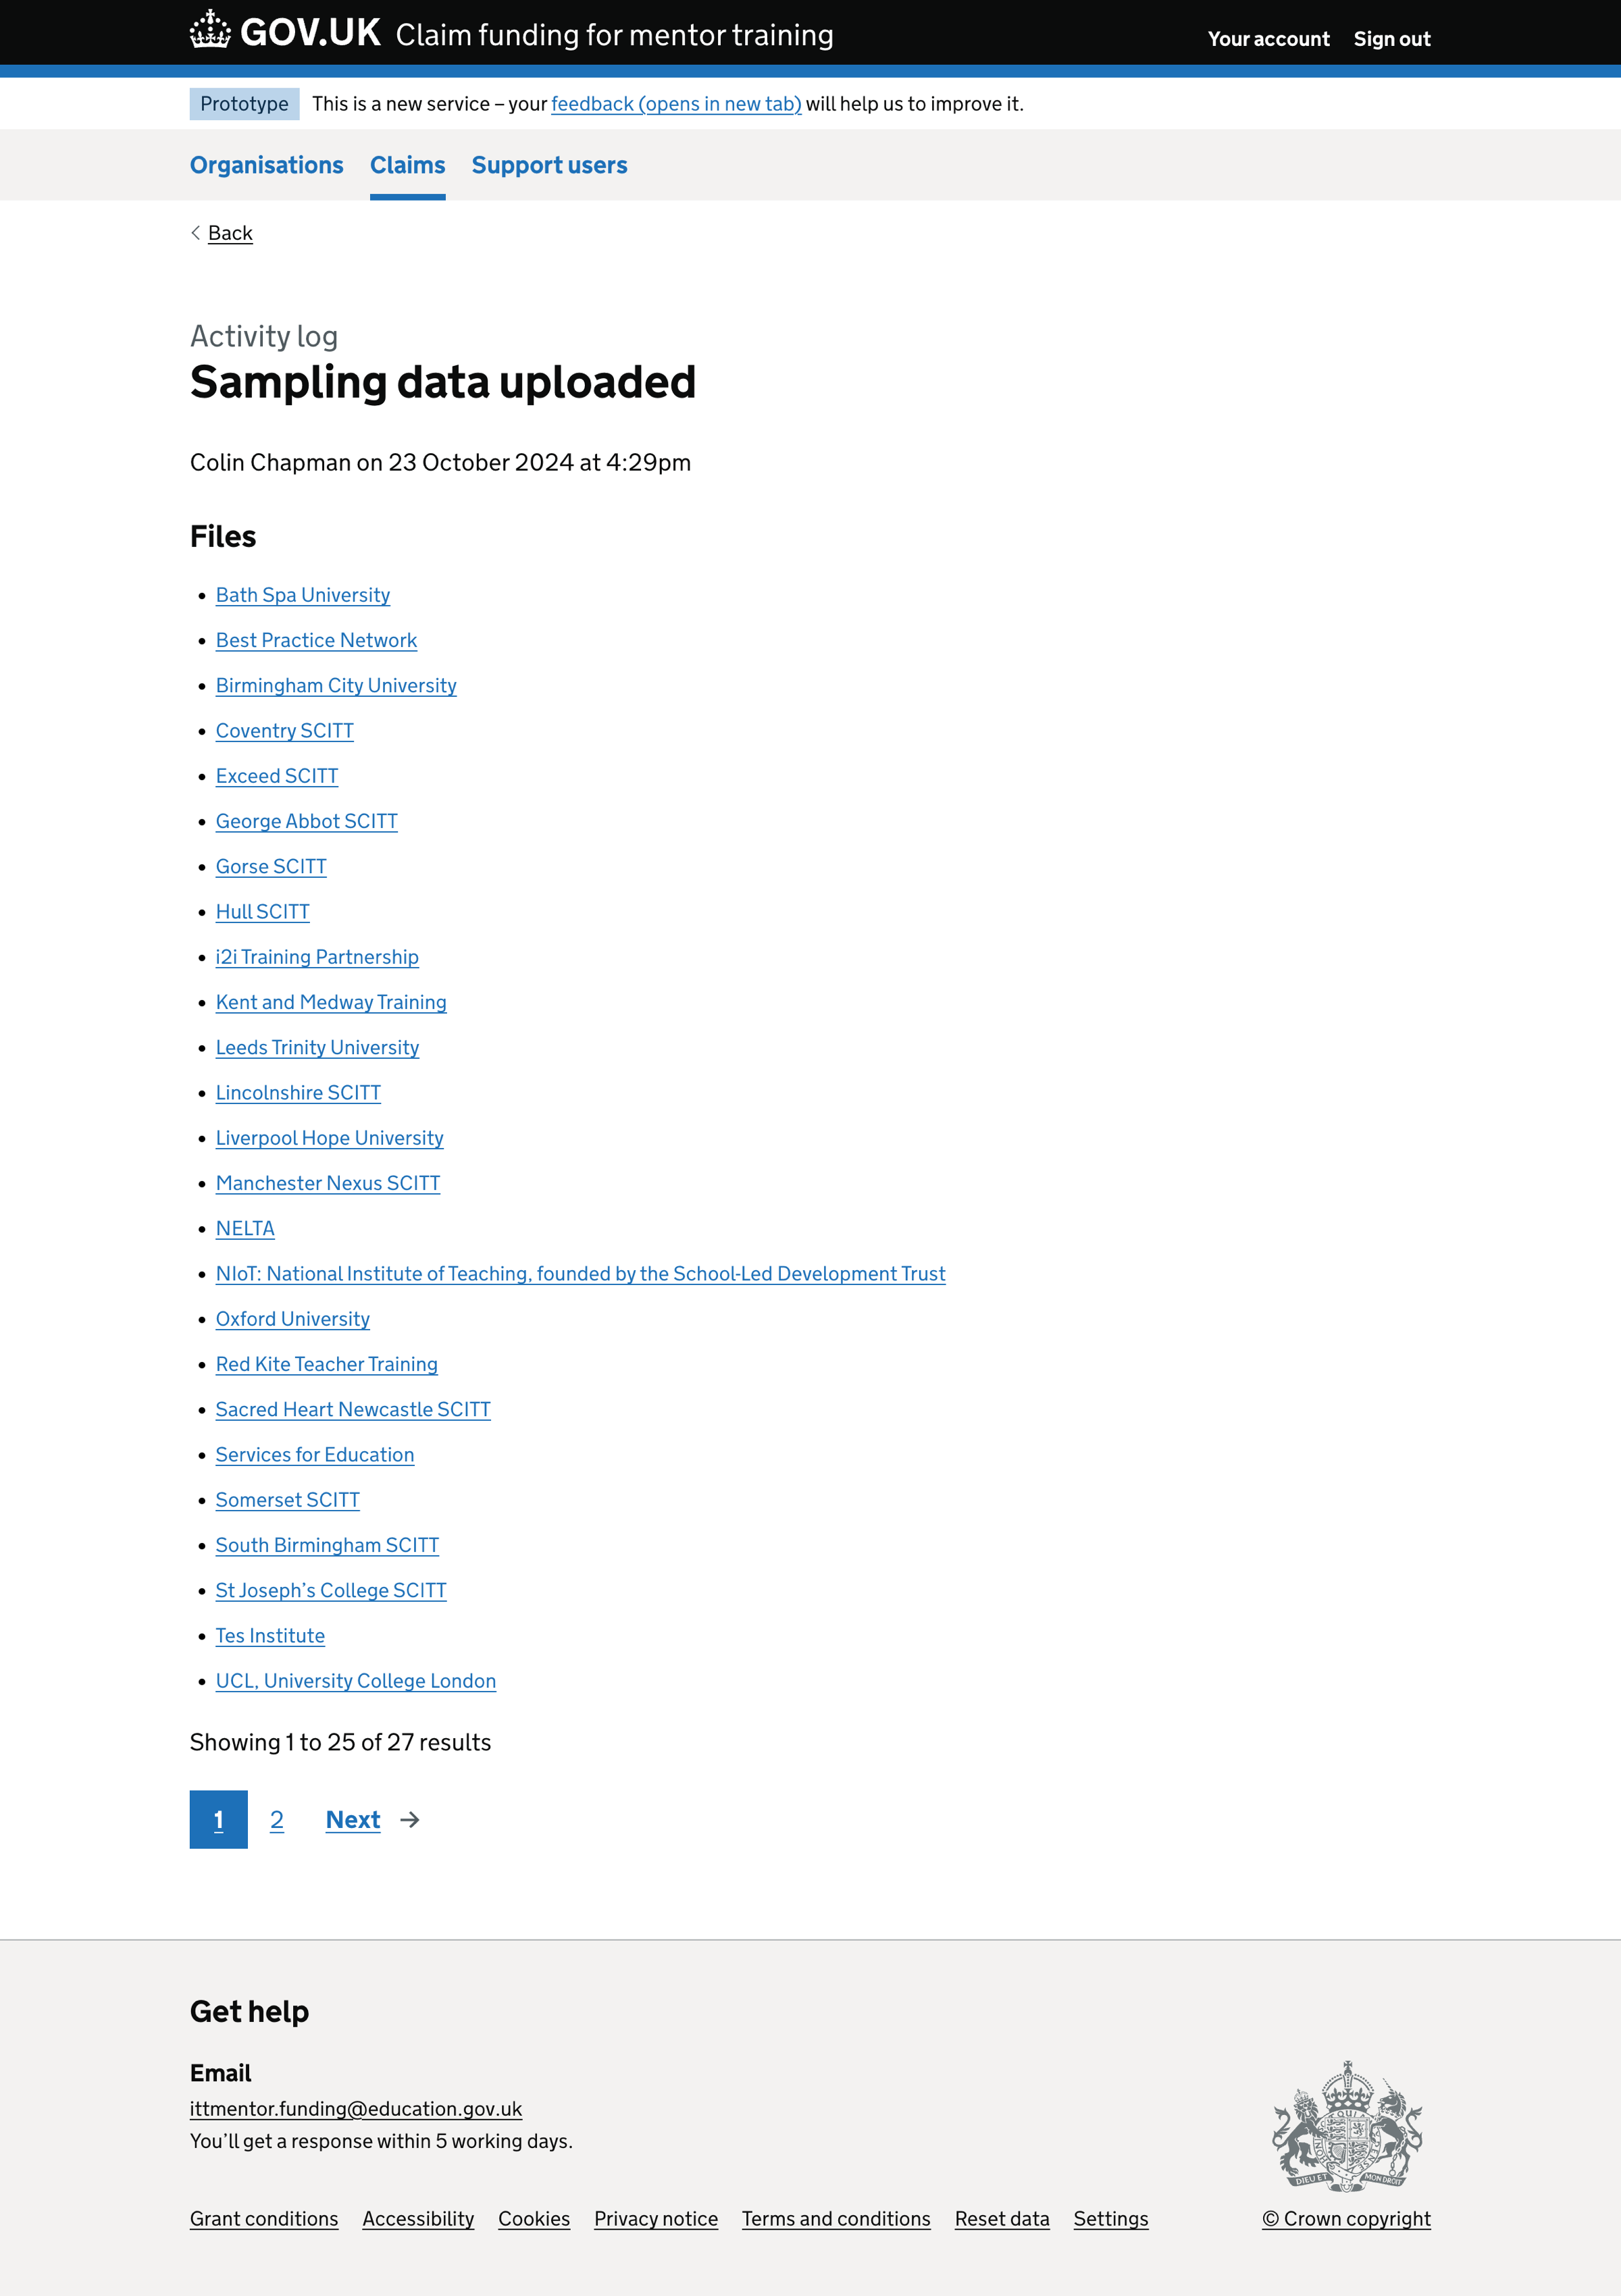 GOV.UK Claim funding for mentor training
Your account Sign out
Prototype This is a new service – your feedback (opens in new tab) will help us to improve it.
Organisations Claims Support users
Back
Activity log
Sampling data uploaded
Colin Chapman on 23 October 2024 at 4:29pm
Files
Bath Spa University
Best Practice Network
Birmingham City University
Coventry SCITT
Exceed SCITT
George Abbot SCITT
Gorse SCITT
Hull SCITT
i2i Training Partnership
Kent and Medway Training
Leeds Trinity University
Lincolnshire SCITT
Liverpool Hope University
Manchester Nexus SCITT
NELTA
NIoT: National Institute of Teaching, founded by the School-Led Development Trust
Oxford University
Red Kite Teacher Training
Sacred Heart Newcastle SCITT
Services for Education
Somerset SCITT
South Birmingham SCITT
St Joseph’s College SCITT
Tes Institute
UCL, University College London
Showing 1 to 25 of 27 results
1 2 Next
Get help
Email
ittmentor.funding@education.gov.uk
You’ll get a response within 5 working days.
DIEU ET MON DROIT
Grant conditions Accessibility Cookies Privacy notice Terms and conditions Reset data Settings
© Crown copyright